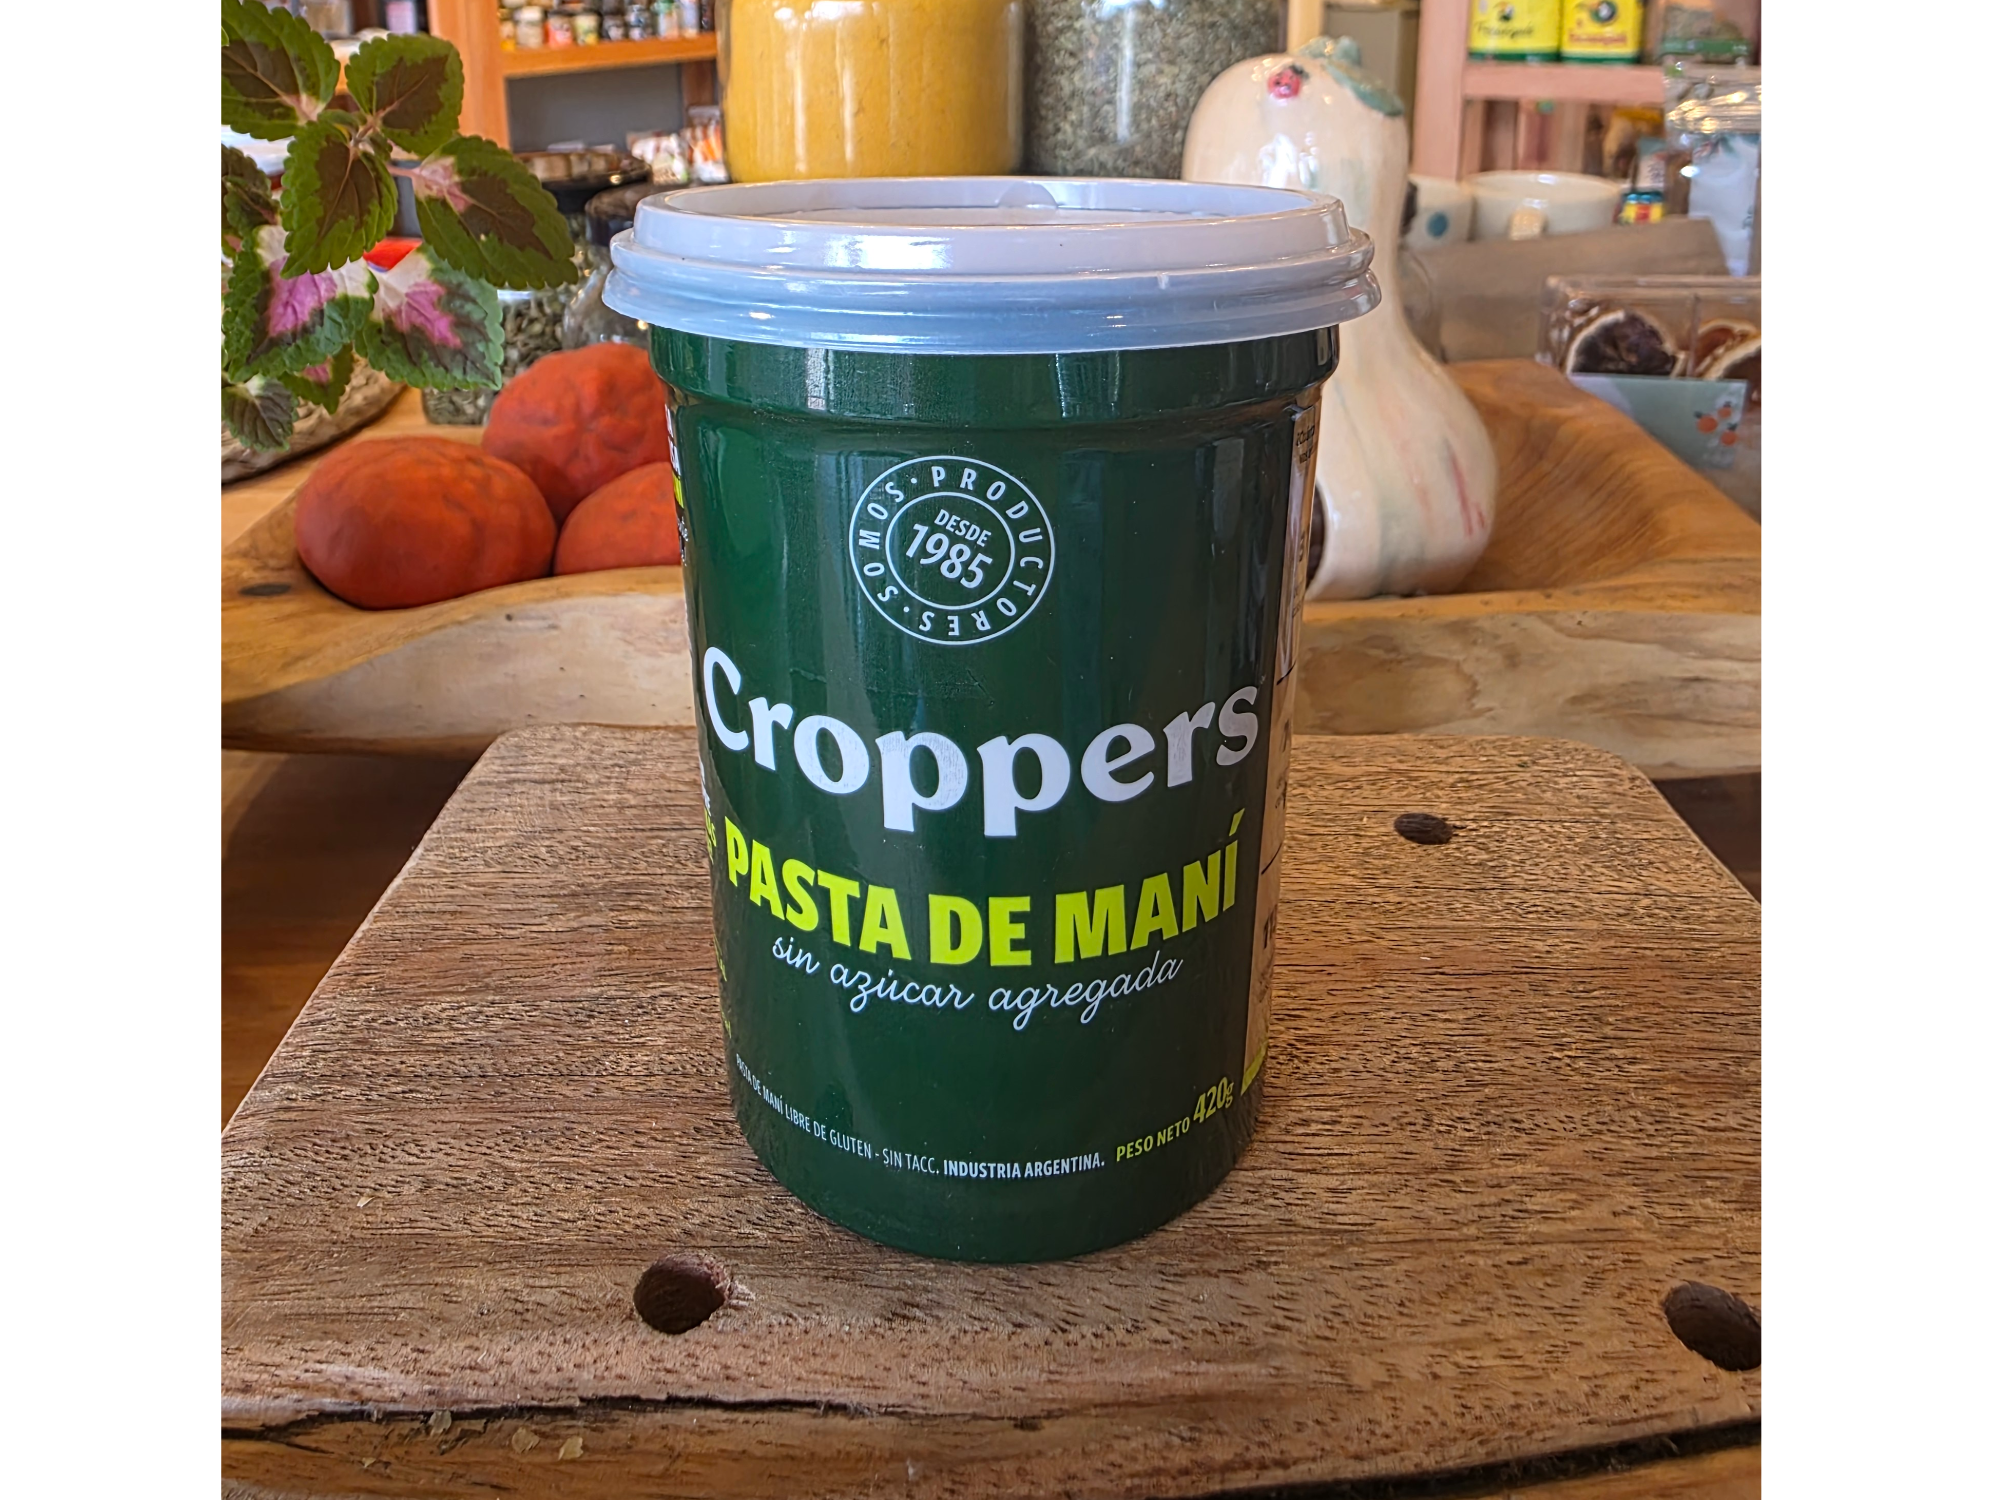 SOMOS · PRODUCTORES ·
DESDE
1985
Croppers
PASTA DE MANÍ
sin azúcar agregada
PASTA DE MANÍ LIBRE DE GLUTEN - SIN TACC. INDUSTRIA ARGENTINA. PESO NETO 420g